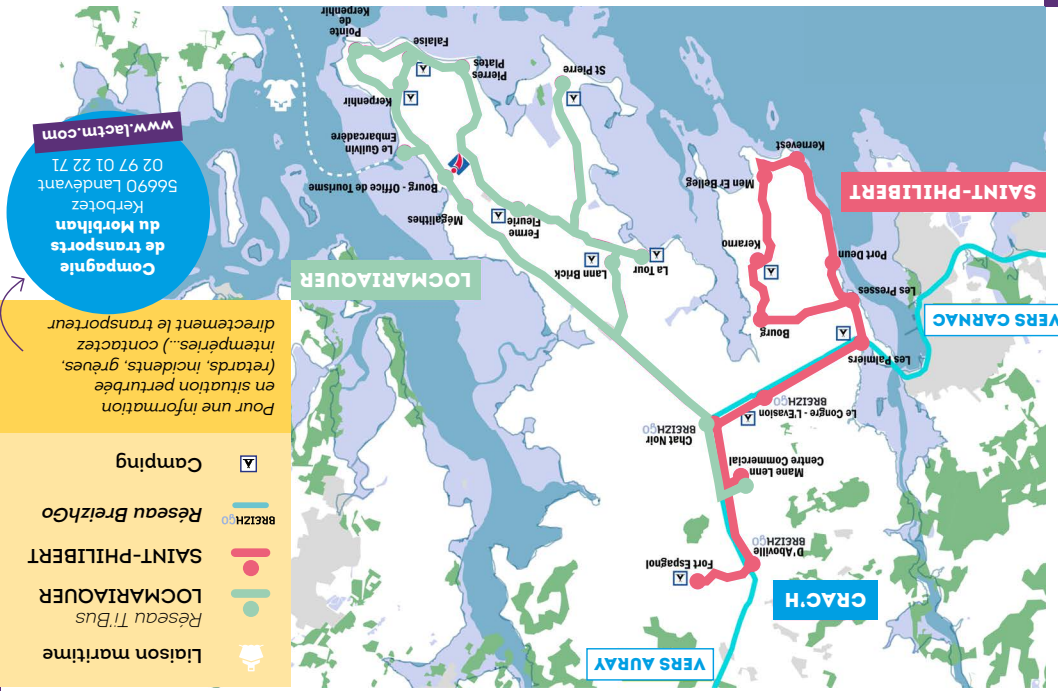 Liaison maritime
Réseau Ti'Bus
LOCMARIAQUER
SAINT-PHILIBERT
BREIZHGO
Réseau BreizhGo
Camping
Pour une information
en situation perturbée
(retards, incidents, grèves,
intempéries...) contactez
directement le transporteur
Compagnie
de transports
du Morbihan
Kerbotez
56690 Landévant
02 97 01 22 71
www.lactm.com
VERS AURAY
CRAC'H
Fort Espagnol
D'Aboville
BREIZHGO
Mane Lenn
Centre Commercial
Chat Noir
BREIZHGO
Le Congre - L'Evasion
BREIZHGO
Les Palmiers
VERS CARNAC
Bourg
Les Presses
Port Deun
Kerarno
SAINT-PHILIBERT
Men Er Belleg
Kernevest
LOCMARIAQUER
La Tour
Lann Brick
Ferme
Fleurie
Mégalithes
Bourg - Office de Tourisme
Le Guilvin
Embarcadère
Kerpenhir
St Pierre
Pierres
Plates
Falaise
Pointe
de
Kerpenhir